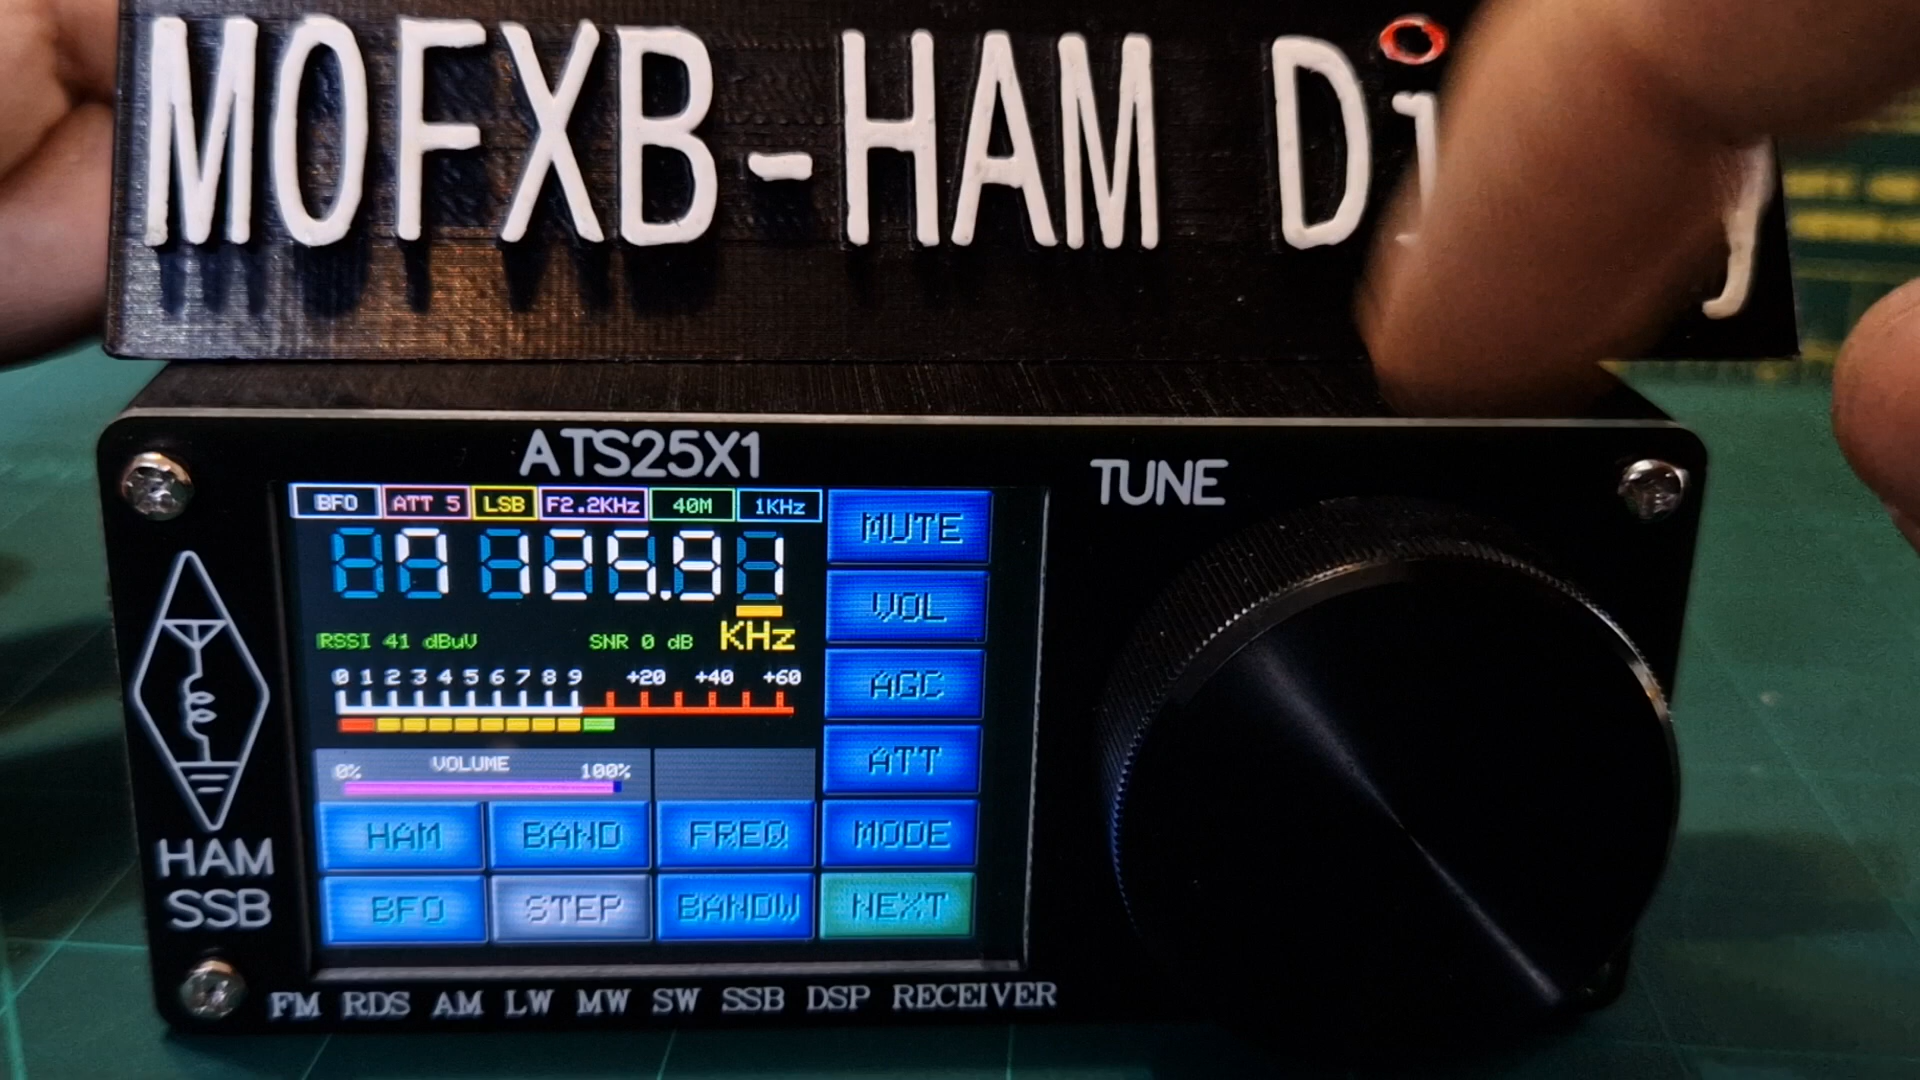 M0FXB-HAM
ATS25X1
TUNE
BFO ATT 5 LSB F2.2KHz 40M 1KHz
MUTE
7125.91
VOL
RSSI 41 dBuV SNR 0 dB KHz
0 1 2 3 4 5 6 7 8 9 +20 +40 +60
AGC
ATT
VOLUME
0% 100%
HAM BAND FREQ MODE
BFO STEP BANDW NEXT
HAM
SSB
FM RDS AM LW MW SW SSB DSP RECEIVER